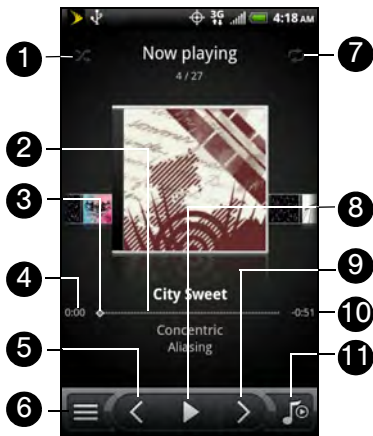 3G 4:18 AM
1 Now playing 7
4 / 27
2
3
8
4 City Sweet 9
0:00 -0:51 10
Concentric
5 Aliasing 11
6